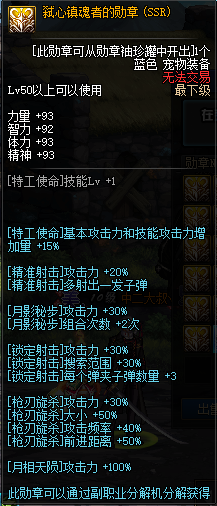 弑心镇魂者的勋章 (SSR)
[此勋章可从勋章袖珍罐中开出]1个
蓝色 宠物装备
无法交易
Lv50以上可以使用
最下级
力量 +93
智力 +92
体力 +93
精神 +93
[特工使命]技能Lv +1
[特工使命]基本攻击力和技能攻击力增
加量 +15%
[精准射击]攻击力 +20%
[精准射击]多射出一发子弹
[月影秘步]攻击力 +30%
[月影秘步]组合次数 +2次
[锁定射击]攻击力 +30%
[锁定射击]搜索范围 +30%
[锁定射击]每个弹夹子弹数量 +3
[枪刃旋杀]攻击力 +30%
[枪刃旋杀]大小 +50%
[枪刃旋杀]攻击频率 +40%
[枪刃旋杀]前进距离 +50%
[月相天陨]攻击力 +100%
此勋章可以通过副职业分解机分解获得